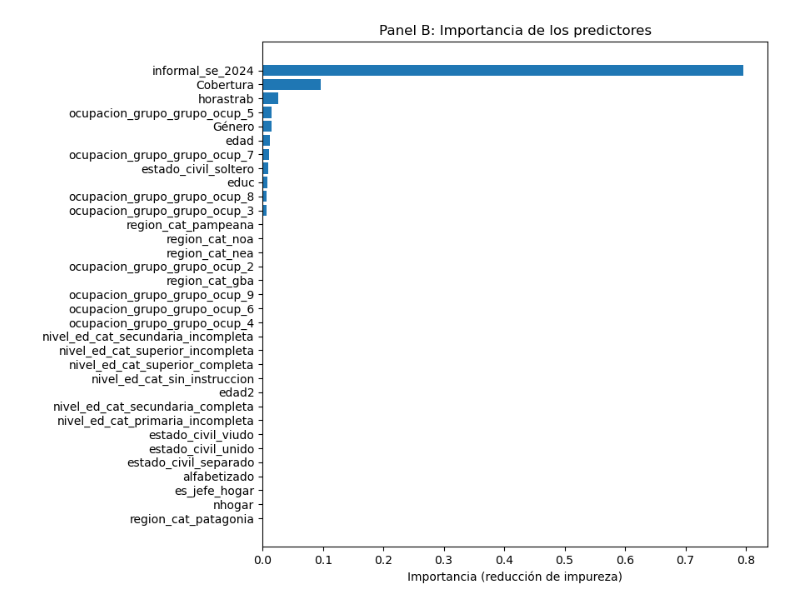 Panel B: Importancia de los predictores
informal_se_2024
Cobertura
horastrab
ocupacion_grupo_grupo_ocup_5
Género
edad
ocupacion_grupo_grupo_ocup_7
estado_civil_soltero
educ
ocupacion_grupo_grupo_ocup_8
ocupacion_grupo_grupo_ocup_3
region_cat_pampeana
region_cat_noa
region_cat_nea
ocupacion_grupo_grupo_ocup_2
region_cat_gba
ocupacion_grupo_grupo_ocup_9
ocupacion_grupo_grupo_ocup_6
ocupacion_grupo_grupo_ocup_4
nivel_ed_cat_secundaria_incompleta
nivel_ed_cat_superior_incompleta
nivel_ed_cat_superior_completa
nivel_ed_cat_sin_instruccion
edad2
nivel_ed_cat_secundaria_completa
nivel_ed_cat_primaria_incompleta
estado_civil_viudo
estado_civil_unido
estado_civil_separado
alfabetizado
es_jefe_hogar
nhogar
region_cat_patagonia
0.0 0.1 0.2 0.3 0.4 0.5 0.6 0.7 0.8
Importancia (reducción de impureza)